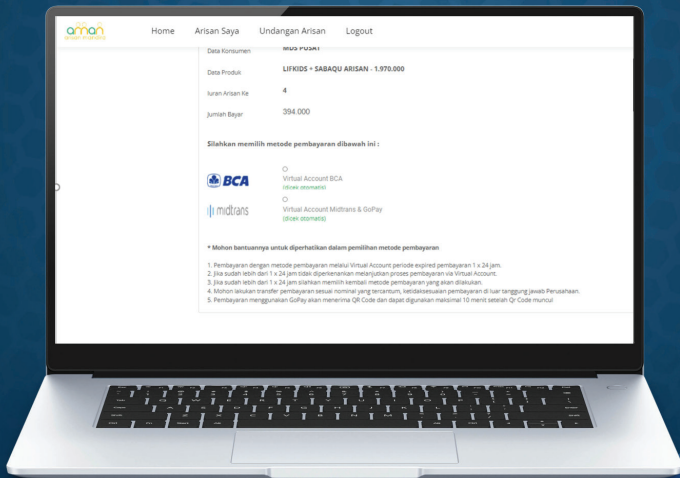 aman
arisan mandiri
Home Arisan Saya Undangan Arisan Logout
Data Konsumen MDS PUSAT
Data Produk LIFKIDS + SABAQU ARISAN - 1.970.000
Iuran Arisan Ke 4
Jumlah Bayar 394.000
Silahkan memilih metode pembayaran dibawah ini :
BCA Virtual Account BCA
(dicek otomatis)
midtrans Virtual Account Midtrans & GoPay
(dicek otomatis)
* Mohon bantuannya untuk diperhatikan dalam pemilihan metode pembayaran
1. Pembayaran dengan metode pembayaran melalui Virtual Account periode expired pembayaran 1 x 24 jam.
2. Jika sudah lebih dari 1 x 24 jam tidak diperkenankan melanjutkan proses pembayaran via Virtual Account.
3. Jika sudah lebih dari 1 x 24 jam silahkan memilih kembali metode pembayaran yang akan dilakukan.
4. Mohon lakukan transfer pembayaran sesuai nominal yang tercantum, ketidaksesuaian pembayaran di luar tanggung jawab Perusahaan.
5. Pembayaran menggunakan GoPay akan menerima QR Code dan dapat digunakan maksimal 10 menit setelah Qr Code muncul